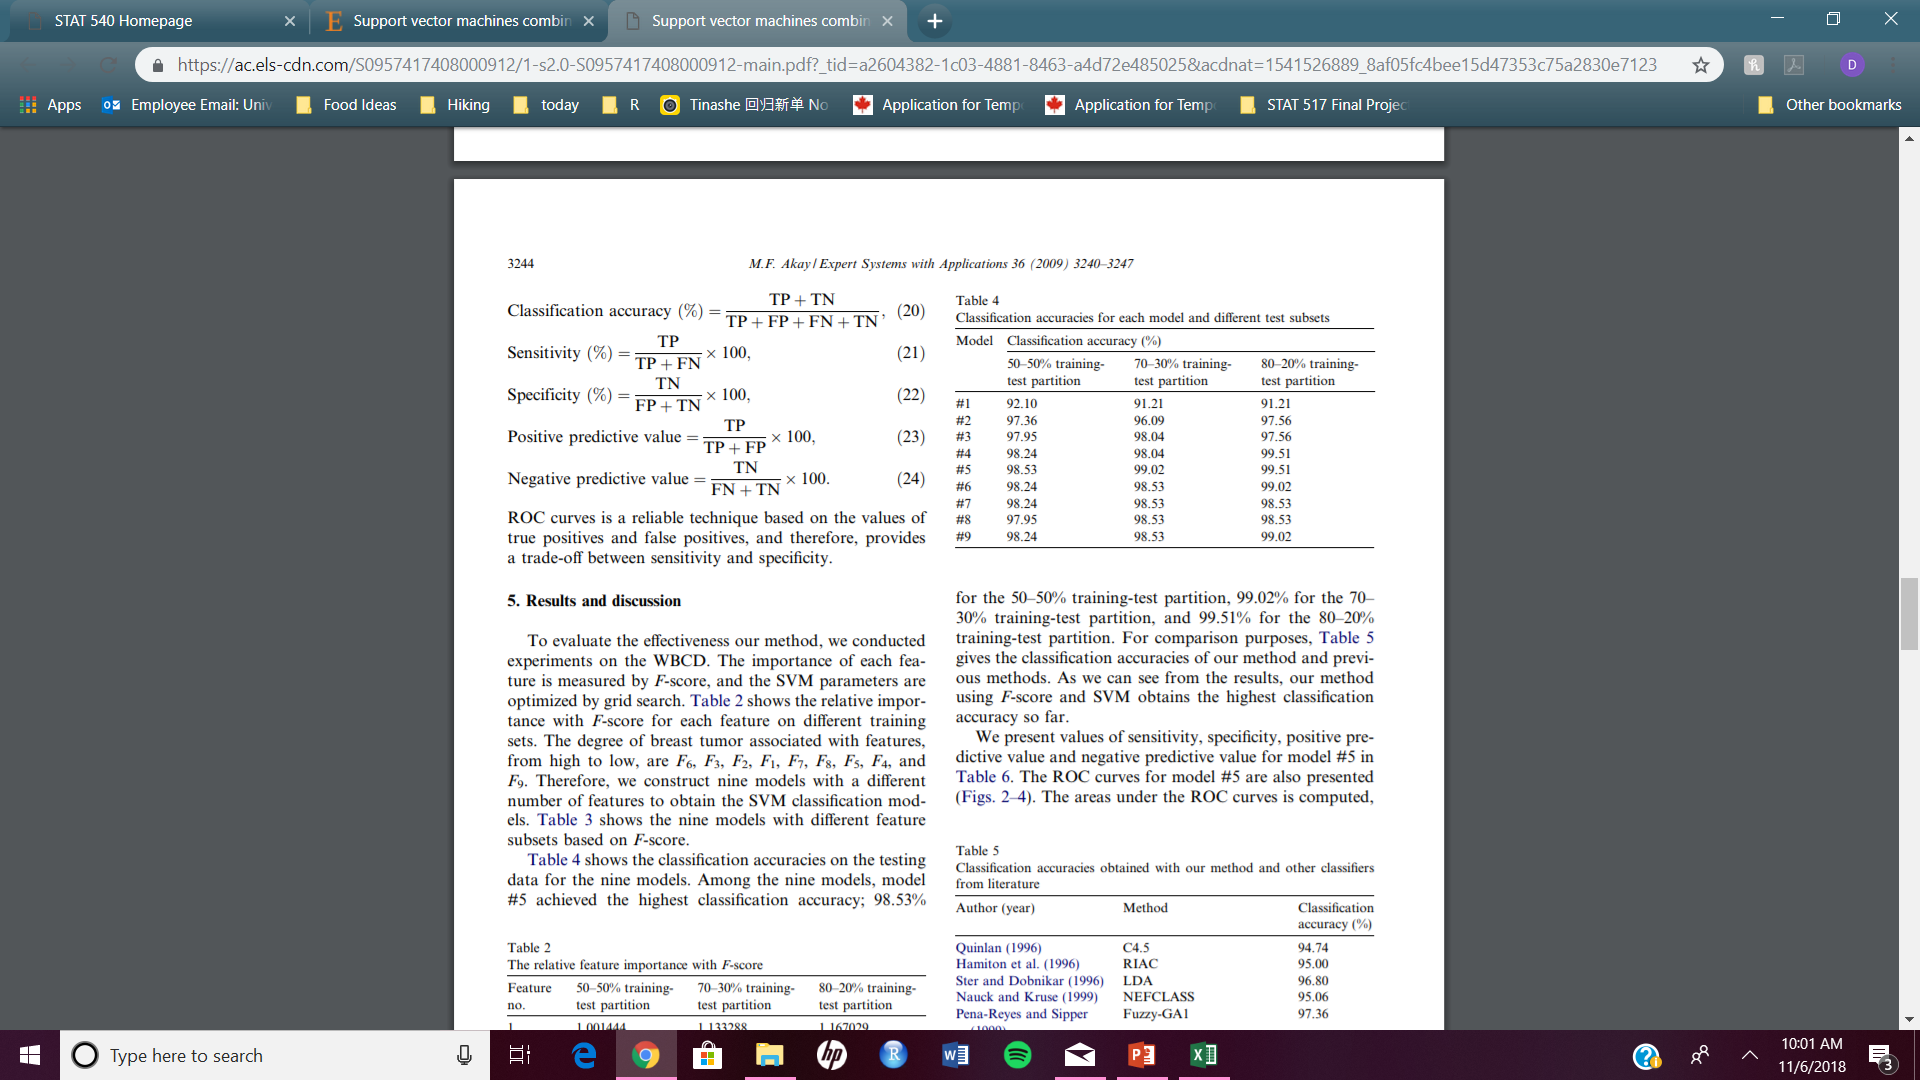 STAT 540 Homepage
Support vector machines combin
Support vector machines combin
https://ac.els-cdn.com/S0957417408000912/1-s2.0-S0957417408000912-main.pdf?_tid=a2604382-1c03-4881-8463-a4d72e485025&acdnat=1541526889_8af05fc4bee15d47353c75a2830e7123
D
Apps
Employee Email: Univ
Food Ideas
Hiking
today
R
Tinashe 回归新单 No
Application for Temp
Application for Temp
STAT 517 Final Projec
Other bookmarks
3244
M.F. Akay / Expert Systems with Applications 36 (2009) 3240–3247
Classification accuracy (%) = TP + TN / TP + FP + FN + TN, (20)
Sensitivity (%) = TP / TP + FN × 100, (21)
Specificity (%) = TN / FP + TN × 100, (22)
Positive predictive value = TP / TP + FP × 100, (23)
Negative predictive value = TN / FN + TN × 100. (24)
ROC curves is a reliable technique based on the values of
true positives and false positives, and therefore, provides
a trade-off between sensitivity and specificity.
5. Results and discussion
To evaluate the effectiveness our method, we conducted
experiments on the WBCD. The importance of each fea-
ture is measured by F-score, and the SVM parameters are
optimized by grid search. Table 2 shows the relative impor-
tance with F-score for each feature on different training
sets. The degree of breast tumor associated with features,
from high to low, are F6, F3, F2, F1, F7, F8, F5, F4, and
F9. Therefore, we construct nine models with a different
number of features to obtain the SVM classification mod-
els. Table 3 shows the nine models with different feature
subsets based on F-score.
Table 4 shows the classification accuracies on the testing
data for the nine models. Among the nine models, model
#5 achieved the highest classification accuracy; 98.53%
Table 2
The relative feature importance with F-score
Feature 50–50% training- 70–30% training- 80–20% training-
no. test partition test partition test partition
1 1.001444 1.133288 1.167029
Table 4
Classification accuracies for each model and different test subsets
Model Classification accuracy (%)
50–50% training- 70–30% training- 80–20% training-
test partition test partition test partition
#1 92.10 91.21 91.21
#2 97.36 96.09 97.56
#3 97.95 98.04 97.56
#4 98.24 98.04 99.51
#5 98.53 99.02 99.51
#6 98.24 98.53 99.02
#7 98.24 98.53 98.53
#8 97.95 98.53 98.53
#9 98.24 98.53 99.02
for the 50–50% training-test partition, 99.02% for the 70–
30% training-test partition, and 99.51% for the 80–20%
training-test partition. For comparison purposes, Table 5
gives the classification accuracies of our method and previ-
ous methods. As we can see from the results, our method
using F-score and SVM obtains the highest classification
accuracy so far.
We present values of sensitivity, specificity, positive pre-
dictive value and negative predictive value for model #5 in
Table 6. The ROC curves for model #5 are also presented
(Figs. 2–4). The areas under the ROC curves is computed,
Table 5
Classification accuracies obtained with our method and other classifiers
from literature
Author (year) Method Classification
accuracy (%)
Quinlan (1996) C4.5 94.74
Hamiton et al. (1996) RIAC 95.00
Ster and Dobnikar (1996) LDA 96.80
Nauck and Kruse (1999) NEFCLASS 95.06
Pena-Reyes and Sipper Fuzzy-GA1 97.36
(1999)
Type here to search
10:01 AM
11/6/2018
3